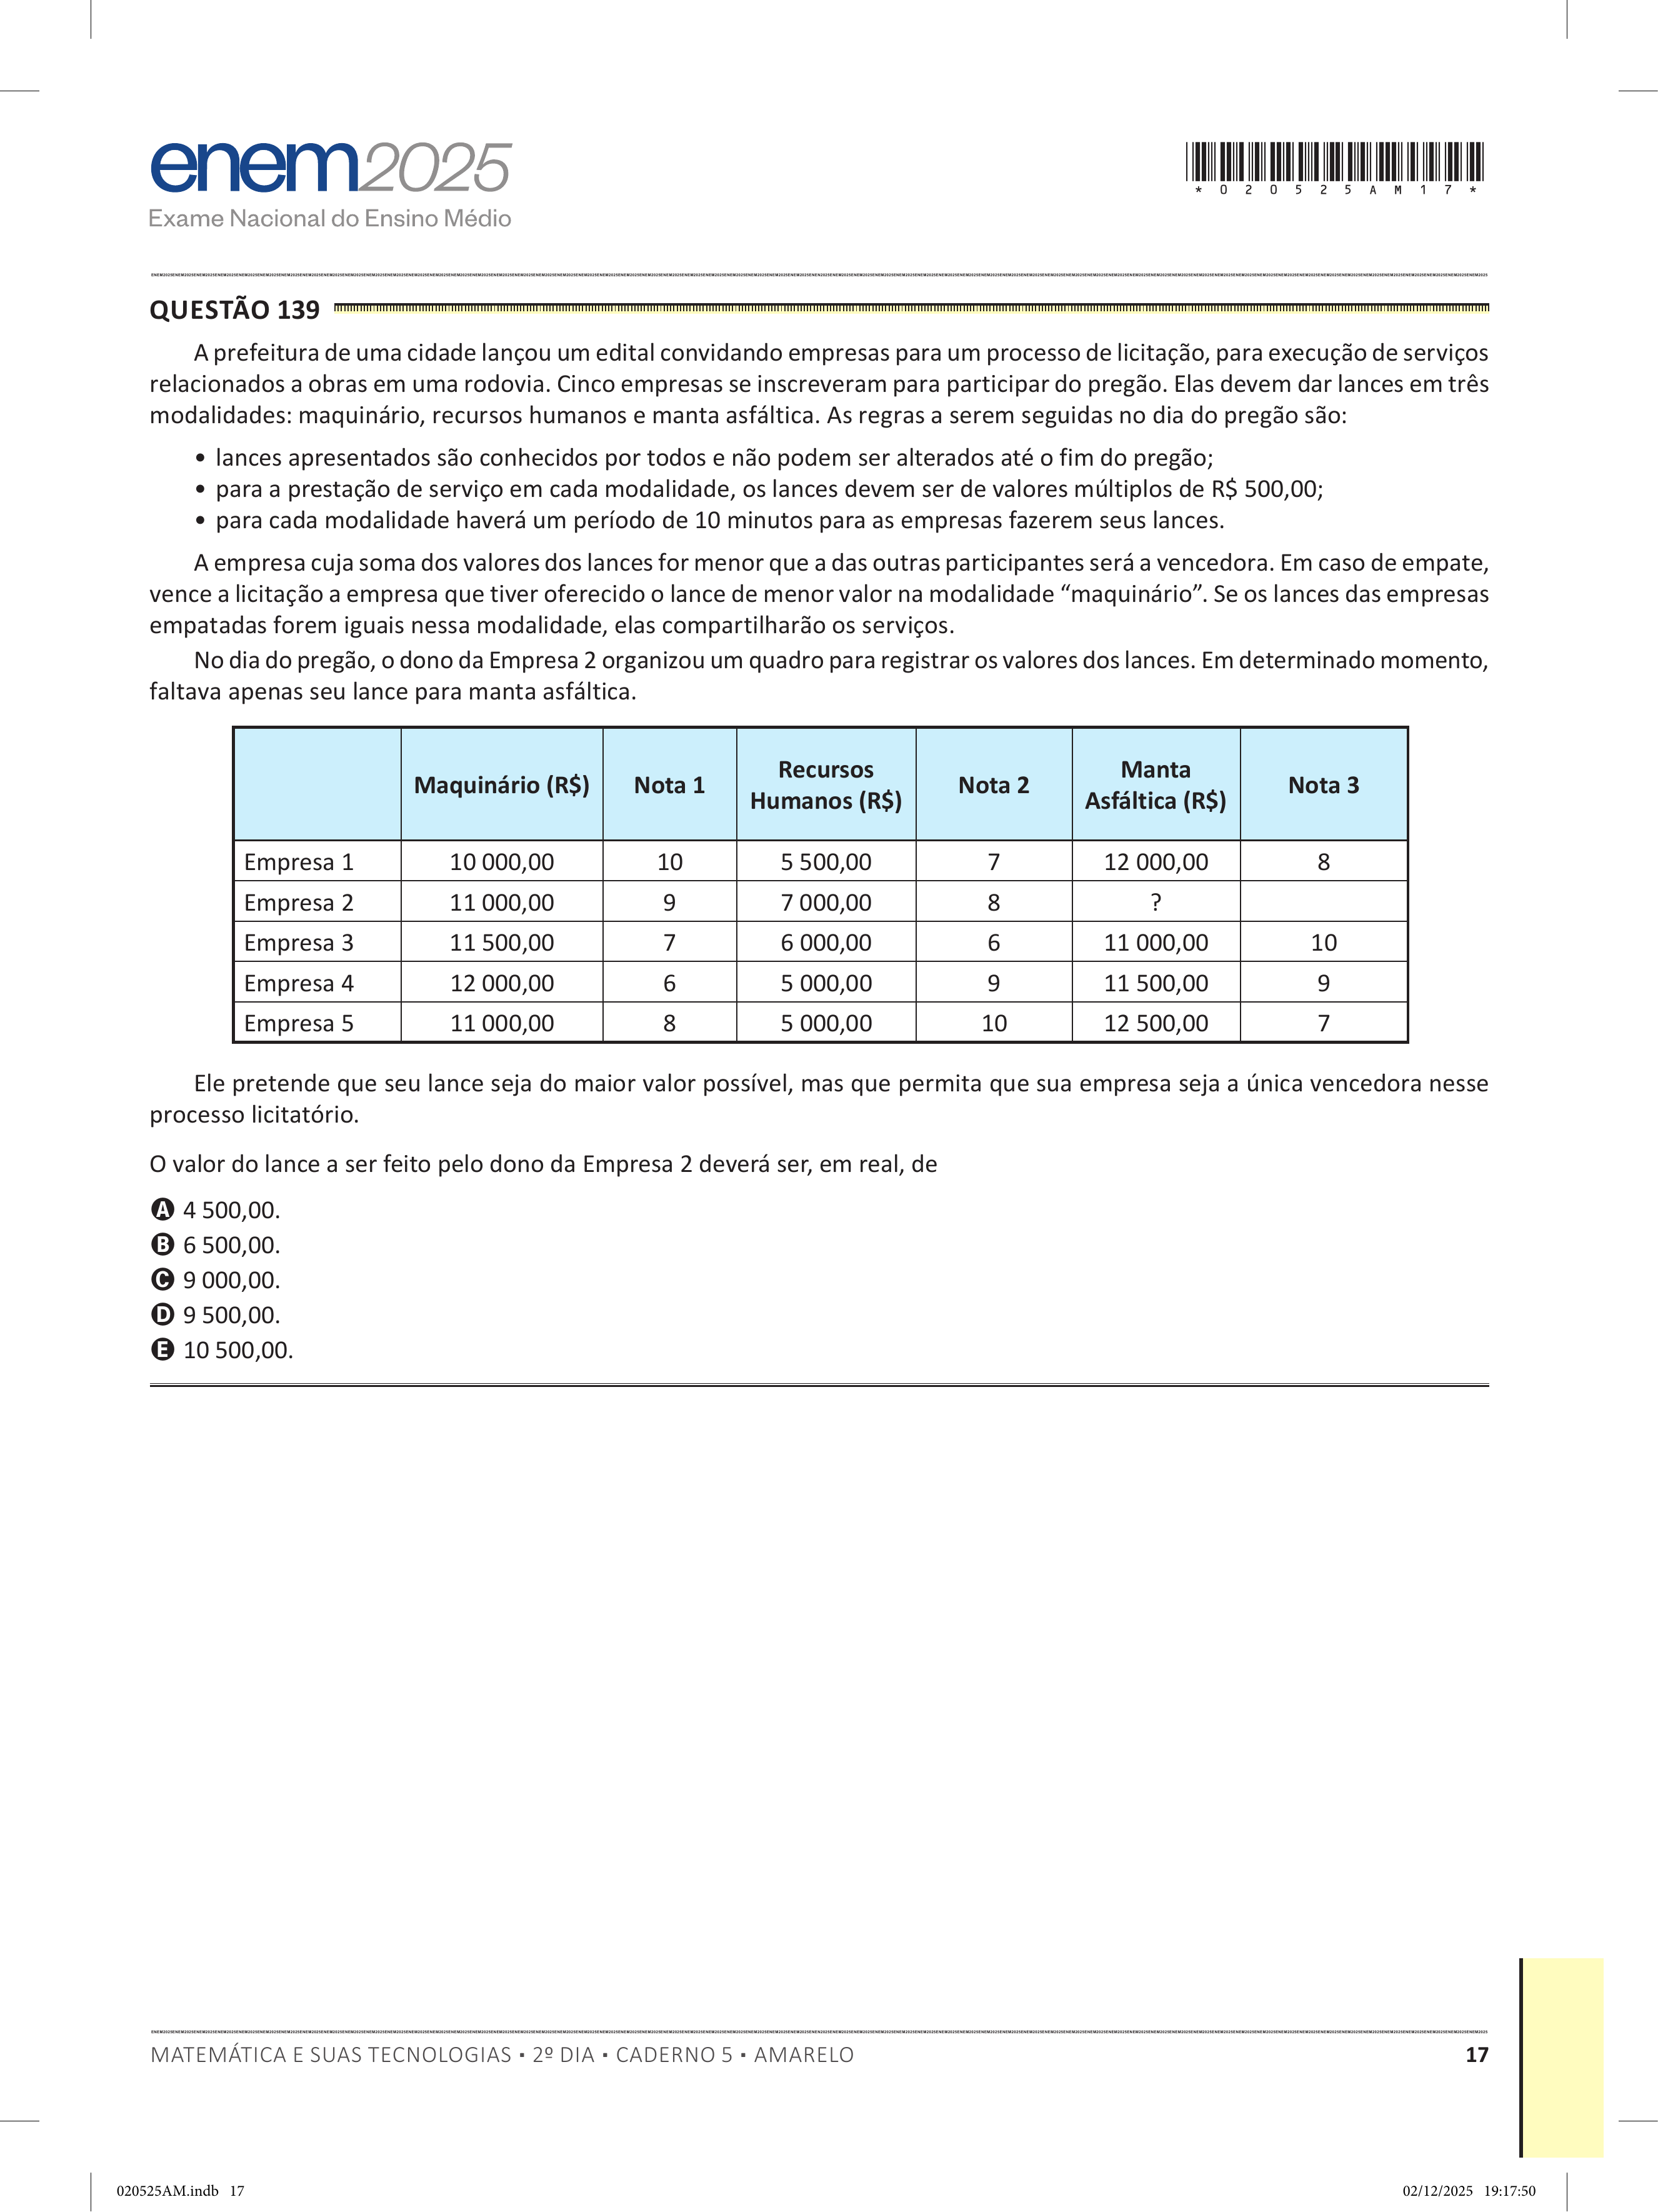 enem2025
Exame Nacional do Ensino Médio
*020525AM17*
QUESTÃO 139
A prefeitura de uma cidade lançou um edital convidando empresas para um processo de licitação, para execução de serviços
relacionados a obras em uma rodovia. Cinco empresas se inscreveram para participar do pregão. Elas devem dar lances em três
modalidades: maquinário, recursos humanos e manta asfáltica. As regras a serem seguidas no dia do pregão são:
• lances apresentados são conhecidos por todos e não podem ser alterados até o fim do pregão;
• para a prestação de serviço em cada modalidade, os lances devem ser de valores múltiplos de R$ 500,00;
• para cada modalidade haverá um período de 10 minutos para as empresas fazerem seus lances.
A empresa cuja soma dos valores dos lances for menor que a das outras participantes será a vencedora. Em caso de empate,
vence a licitação a empresa que tiver oferecido o lance de menor valor na modalidade “maquinário”. Se os lances das empresas
empatadas forem iguais nessa modalidade, elas compartilharão os serviços.
No dia do pregão, o dono da Empresa 2 organizou um quadro para registrar os valores dos lances. Em determinado momento,
faltava apenas seu lance para manta asfáltica.
Maquinário (R$) Nota 1 Recursos Humanos (R$) Nota 2 Manta Asfáltica (R$) Nota 3
Empresa 1 10 000,00 10 5 500,00 7 12 000,00 8
Empresa 2 11 000,00 9 7 000,00 8 ?
Empresa 3 11 500,00 7 6 000,00 6 11 000,00 10
Empresa 4 12 000,00 6 5 000,00 9 11 500,00 9
Empresa 5 11 000,00 8 5 000,00 10 12 500,00 7
Ele pretende que seu lance seja do maior valor possível, mas que permita que sua empresa seja a única vencedora nesse
processo licitatório.
O valor do lance a ser feito pelo dono da Empresa 2 deverá ser, em real, de
A 4 500,00.
B 6 500,00.
C 9 000,00.
D 9 500,00.
E 10 500,00.
MATEMÁTICA E SUAS TECNOLOGIAS • 2º DIA • CADERNO 5 • AMARELO 17
020525AM.indb 17 02/12/2025 19:17:50